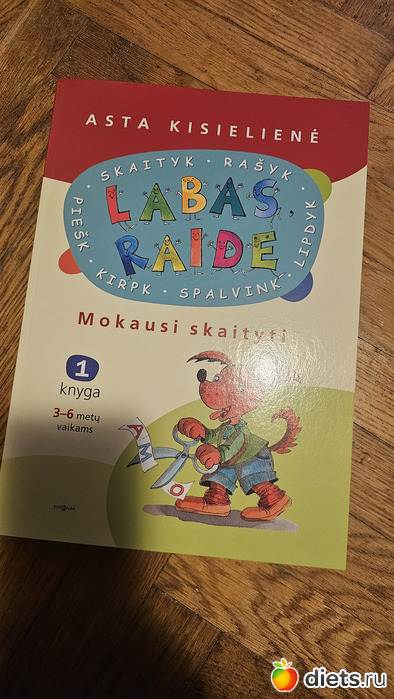 ASTA KISIELIENĖ
SKAITYK · RAŠYK · LIPDYK · SPALVINK · KIRPK · PIEŠK ·
LABAS,
RAIDE
Mokausi skaityti
1
knyga
3–6 metų
vaikams
A M O
diets.ru